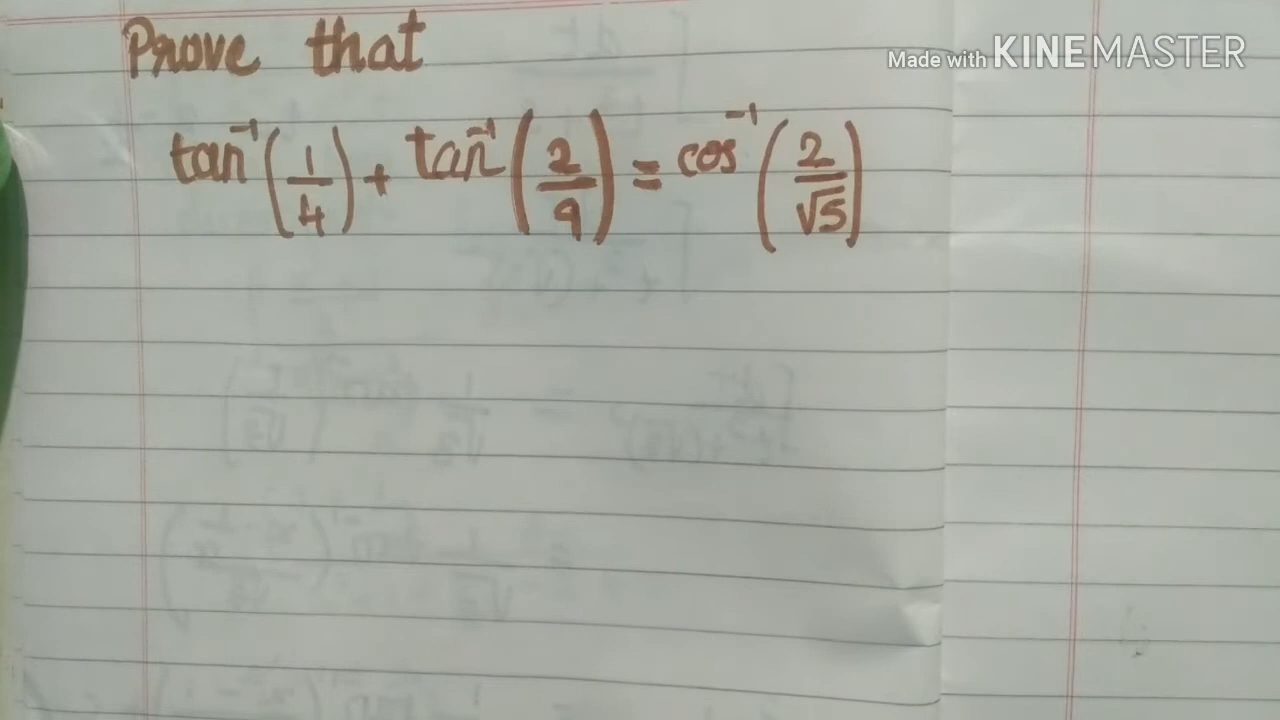 Prove that
Made with KINEMASTER
tan⁻¹(1/4) + tan⁻¹(2/9) = cos⁻¹(2/√5)